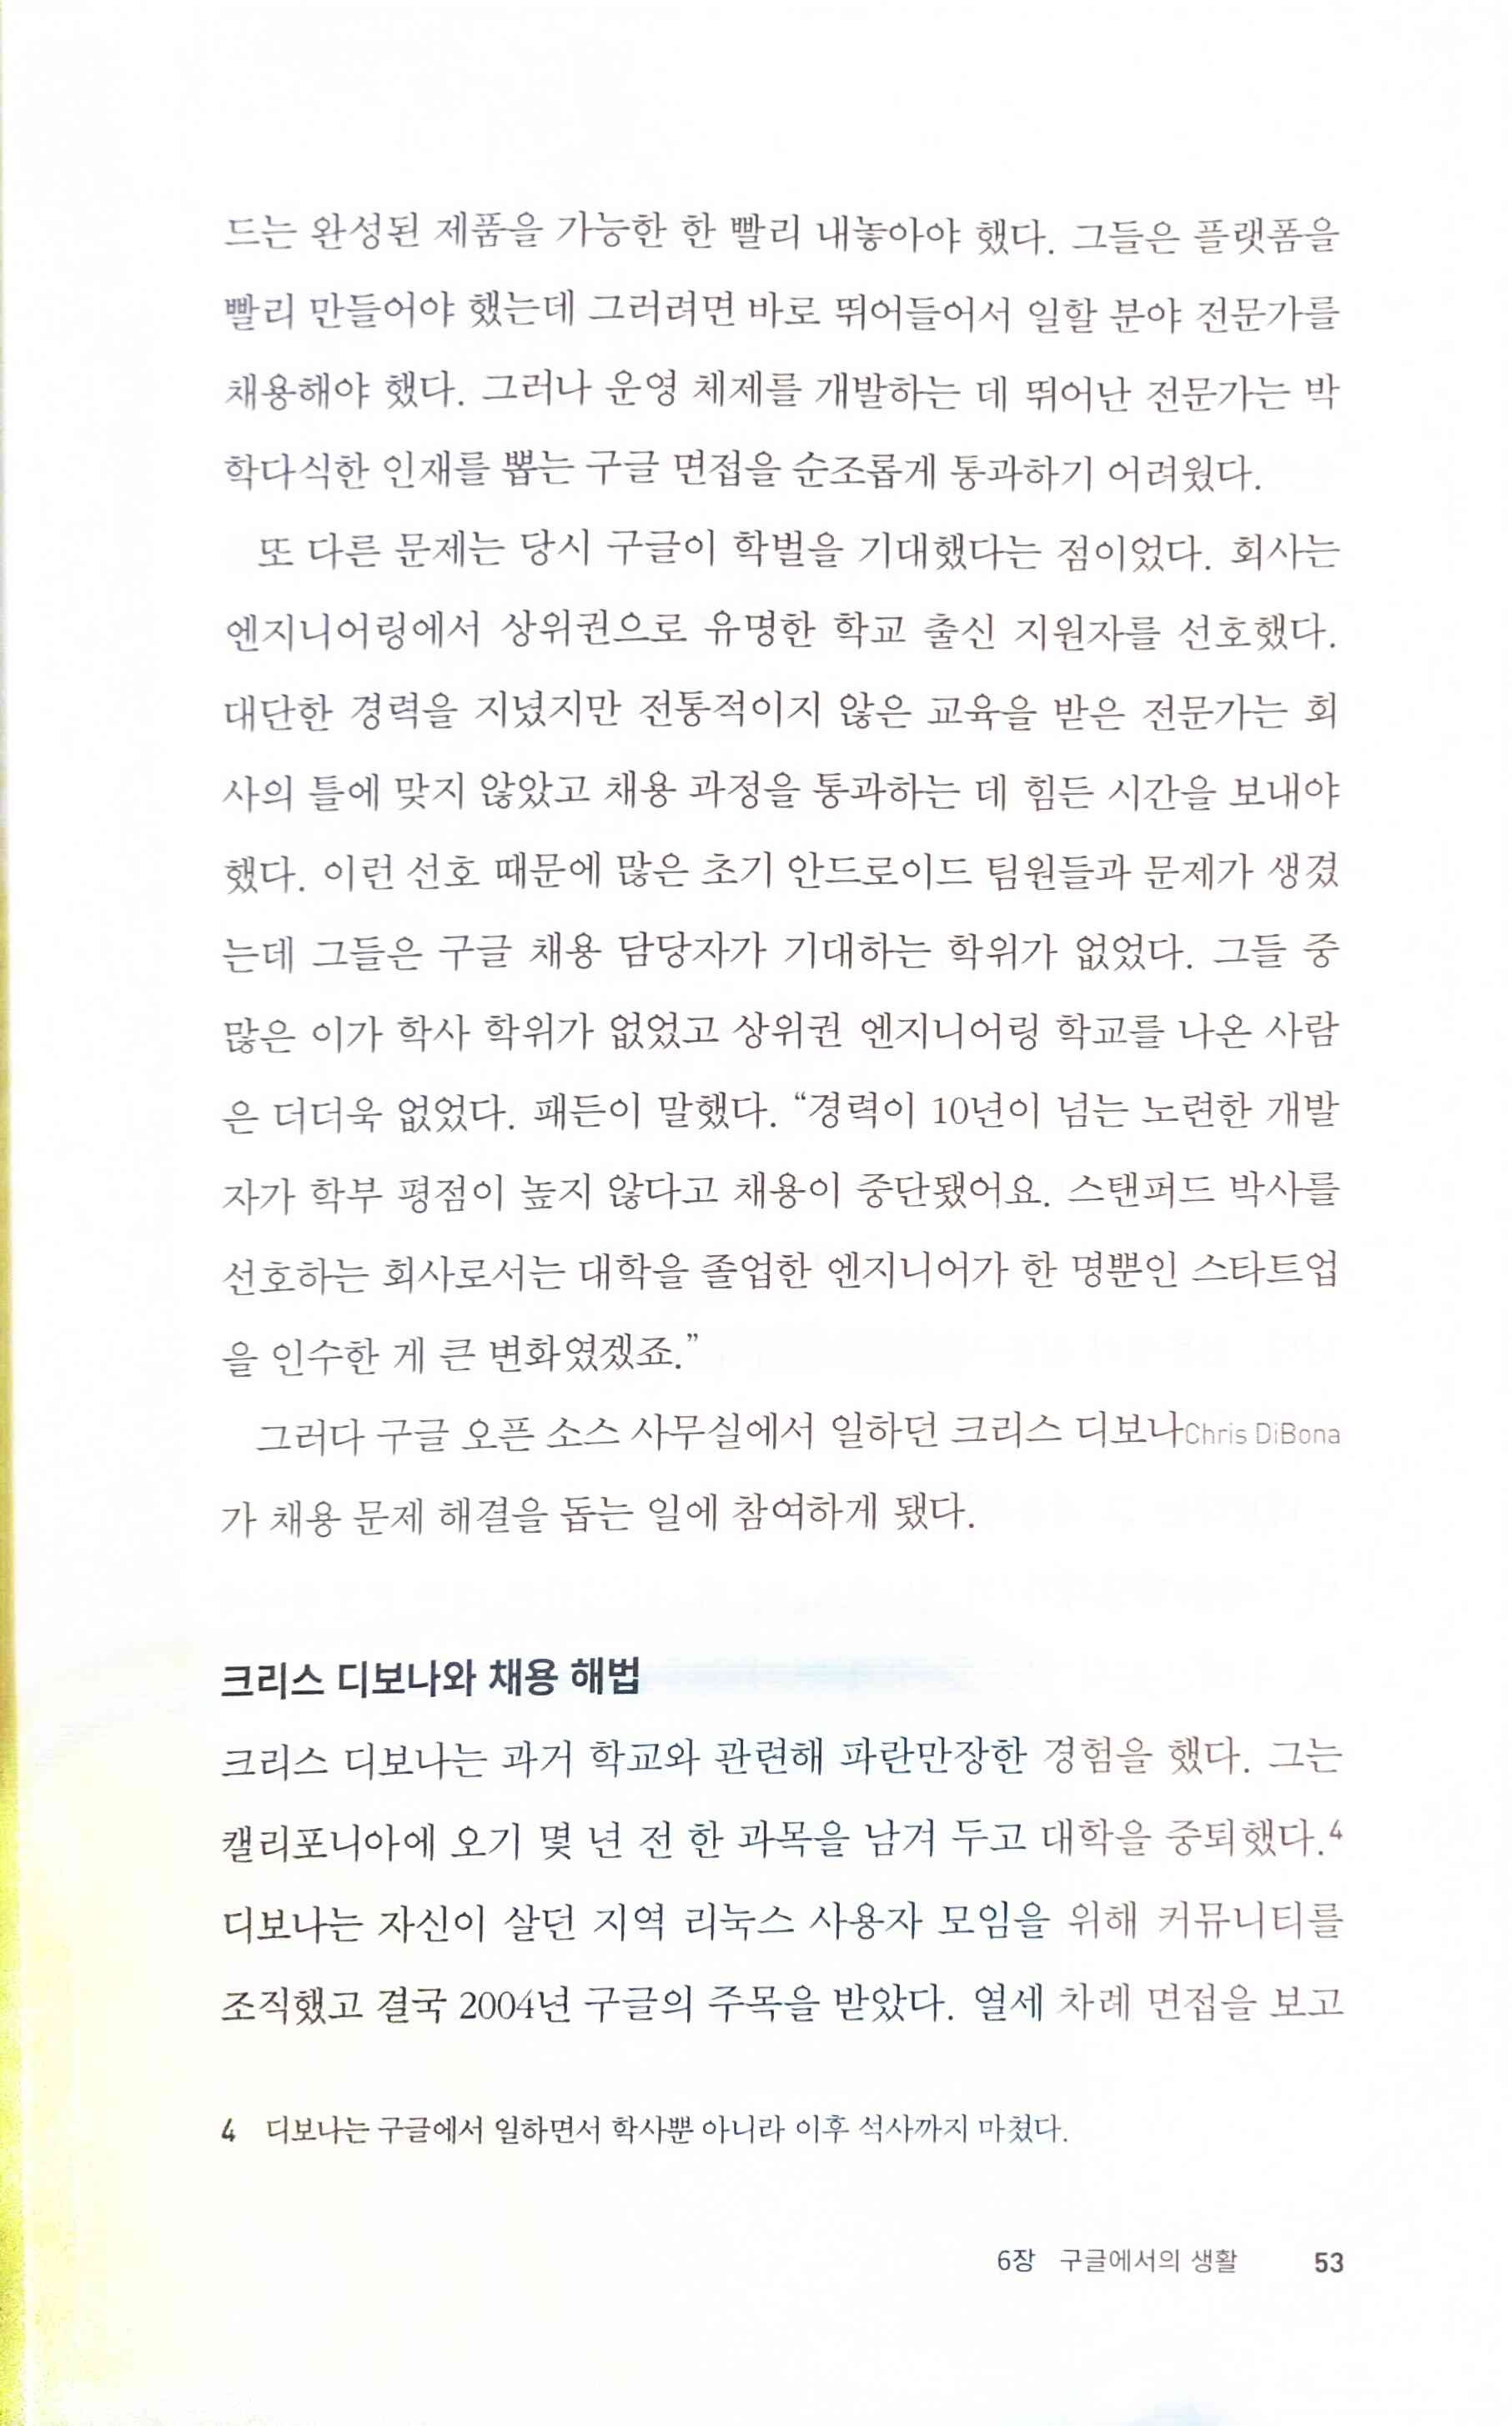 드는 완성된 제품을 가능한 한 빨리 내놓아야 했다. 그들은 플랫폼을
빨리 만들어야 했는데 그러려면 바로 뛰어들어서 일할 분야 전문가를
채용해야 했다. 그러나 운영 체제를 개발하는 데 뛰어난 전문가는 박
학다식한 인재를 뽑는 구글 면접을 순조롭게 통과하기 어려웠다.
또 다른 문제는 당시 구글이 학벌을 기대했다는 점이었다. 회사는
엔지니어링에서 상위권으로 유명한 학교 출신 지원자를 선호했다.
대단한 경력을 지녔지만 전통적이지 않은 교육을 받은 전문가는 회
사의 틀에 맞지 않았고 채용 과정을 통과하는 데 힘든 시간을 보내야
했다. 이런 선호 때문에 많은 초기 안드로이드 팀원들과 문제가 생겼
는데 그들은 구글 채용 담당자가 기대하는 학위가 없었다. 그들 중
많은 이가 학사 학위가 없었고 상위권 엔지니어링 학교를 나온 사람
은 더더욱 없었다. 패든이 말했다. “경력이 10년이 넘는 노련한 개발
자가 학부 평점이 높지 않다고 채용이 중단됐어요. 스탠퍼드 박사를
선호하는 회사로서는 대학을 졸업한 엔지니어가 한 명뿐인 스타트업
을 인수한 게 큰 변화였겠죠.”
그러다 구글 오픈 소스 사무실에서 일하던 크리스 디보나Chris DiBona
가 채용 문제 해결을 돕는 일에 참여하게 됐다.
크리스 디보나와 채용 해법
크리스 디보나는 과거 학교와 관련해 파란만장한 경험을 했다. 그는
캘리포니아에 오기 몇 년 전 한 과목을 남겨 두고 대학을 중퇴했다.4
디보나는 자신이 살던 지역 리눅스 사용자 모임을 위해 커뮤니티를
조직했고 결국 2004년 구글의 주목을 받았다. 열세 차례 면접을 보고
4 디보나는 구글에서 일하면서 학사뿐 아니라 이후 석사까지 마쳤다.
6장 구글에서의 생활 53